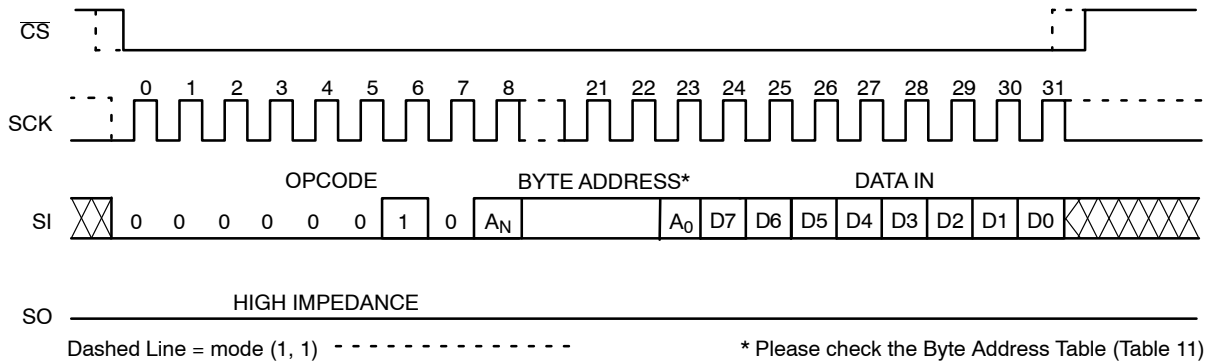 CS
0 1 2 3 4 5 6 7 8 21 22 23 24 25 26 27 28 29 30 31
SCK
OPCODE BYTE ADDRESS* DATA IN
SI 0 0 0 0 0 0 1 0 AN A0 D7 D6 D5 D4 D3 D2 D1 D0
HIGH IMPEDANCE
SO
Dashed Line = mode (1, 1) * Please check the Byte Address Table (Table 11)